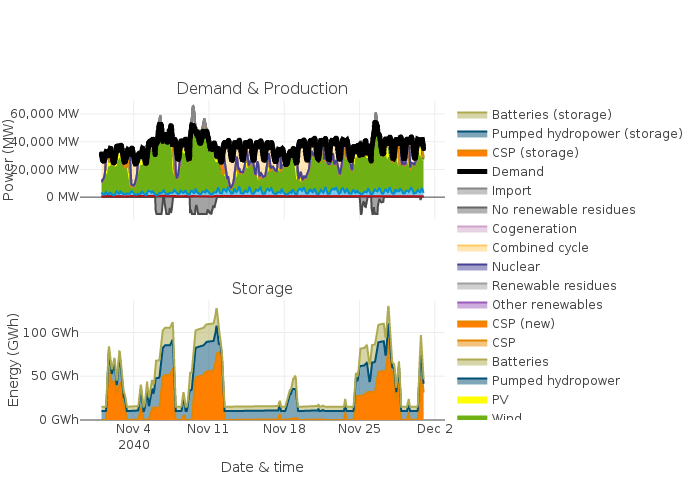 Demand & Production
Power (MW)
60,000 MW
40,000 MW
20,000 MW
0 MW
Storage
Energy (GWh)
100 GWh
50 GWh
0 GWh
Nov 4
2040
Nov 11
Nov 18
Nov 25
Dec 2
Date & time
Batteries (storage)
Pumped hydropower (storage)
CSP (storage)
Demand
Import
No renewable residues
Cogeneration
Combined cycle
Nuclear
Renewable residues
Other renewables
CSP (new)
CSP
Batteries
Pumped hydropower
PV
Wind